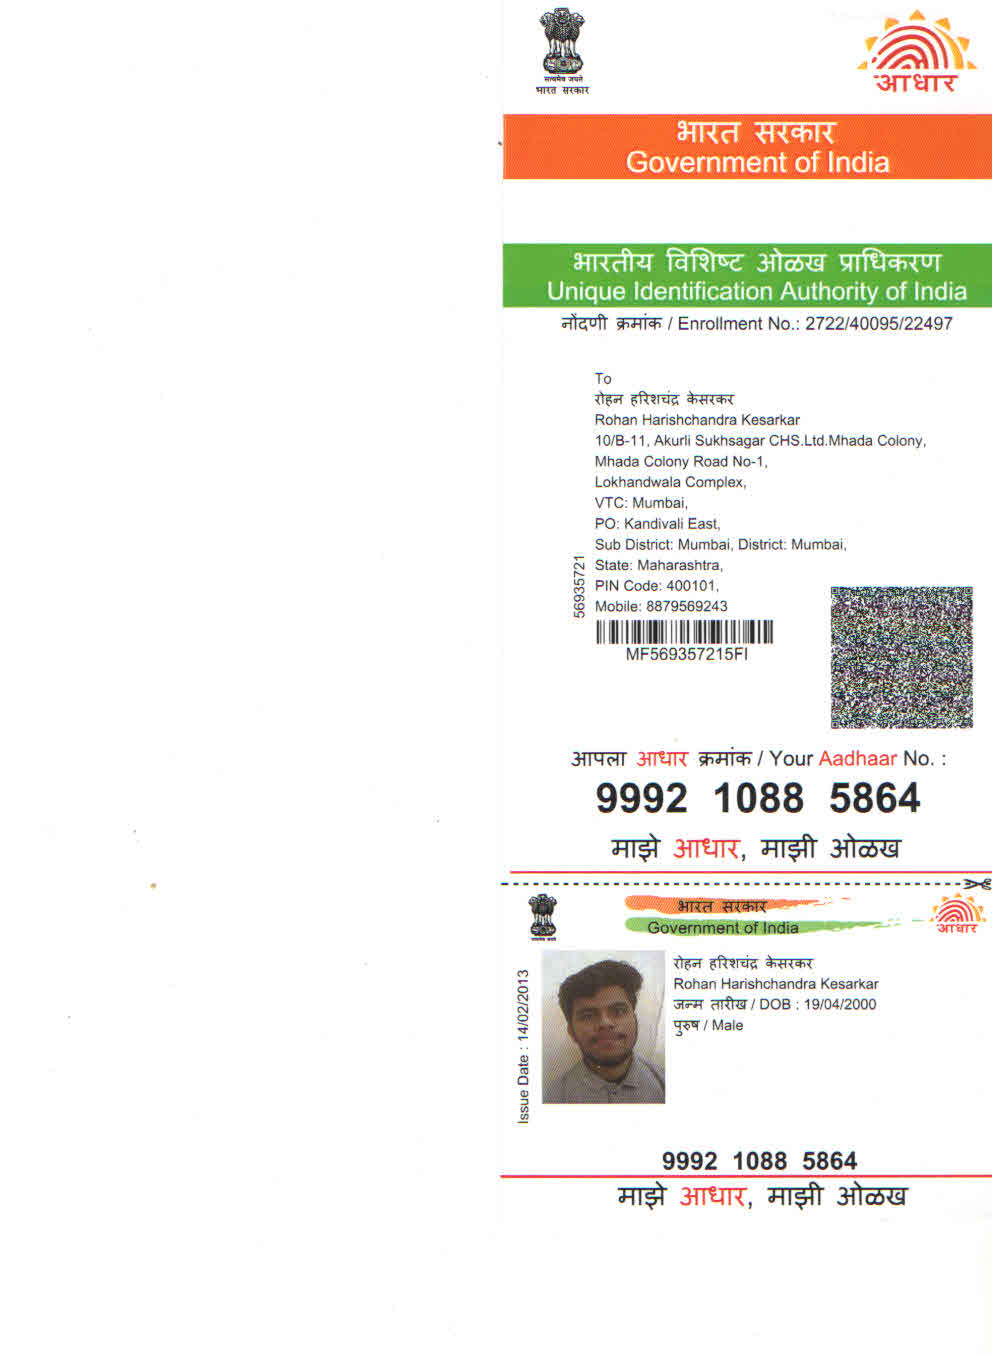 सत्यमेव जयते
भारत सरकार
आधार
भारत सरकार
Government of India
भारतीय विशिष्ट ओळख प्राधिकरण
Unique Identification Authority of India
नोंदणी क्रमांक / Enrollment No.: 2722/40095/22497
To
रोहन हरिशचंद्र केसरकर
Rohan Harishchandra Kesarkar
10/B-11, Akurli Sukhsagar CHS.Ltd.Mhada Colony,
Mhada Colony Road No-1,
Lokhandwala Complex,
VTC: Mumbai,
PO: Kandivali East,
Sub District: Mumbai, District: Mumbai,
State: Maharashtra,
PIN Code: 400101,
Mobile: 8879569243
56935721
MF569357215FI
आपला आधार क्रमांक / Your Aadhaar No. :
9992 1088 5864
माझे आधार, माझी ओळख
सत्यमेव जयते
भारत सरकार
Government of India
आधार
Issue Date : 14/02/2013
रोहन हरिशचंद्र केसरकर
Rohan Harishchandra Kesarkar
जन्म तारीख / DOB : 19/04/2000
पुरुष / Male
9992 1088 5864
माझे आधार, माझी ओळख